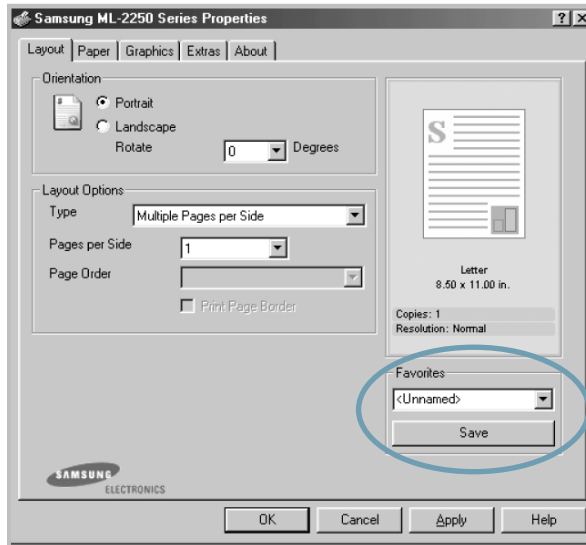 Samsung ML-2250 Series Properties
Layout Paper Graphics Extras About
Orientation
Portrait
Landscape
Rotate 0 Degrees
Layout Options
Type Multiple Pages per Side
Pages per Side 1
Page Order
Print Page Border
S
Letter
8.50 x 11.00 in.
Copies: 1
Resolution: Normal
Favorites
<Unnamed>
Save
SAMSUNG
ELECTRONICS
OK Cancel Apply Help